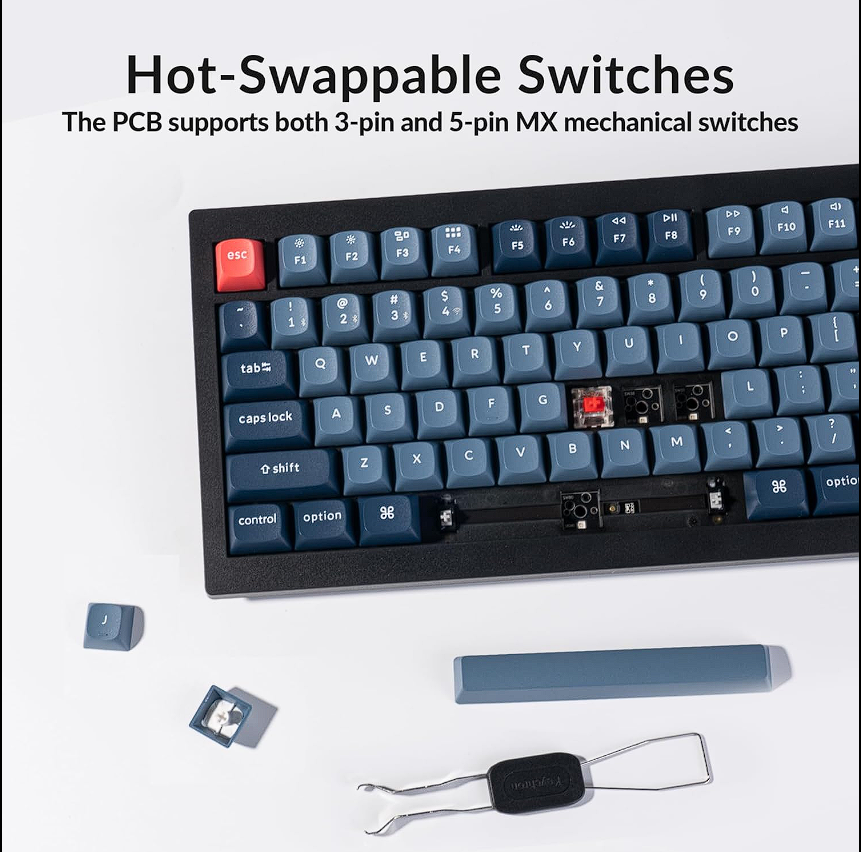 Hot-Swappable Switches
The PCB supports both 3-pin and 5-pin MX mechanical switches
esc F1 F2 F3 F4 F5 F6 F7 F8 F9 F10 F11
~ ` ! 1 @ 2 # 3 $ 4 % 5 ^ 6 & 7 * 8 ( 9 ) 0 _ - + =
tab Q W E R T Y U I O P { [
caps lock A S D F G L : ; " '
shift Z X C V B N M < , > . ? /
control option ⌘ ⌘ optio
J
Keychron